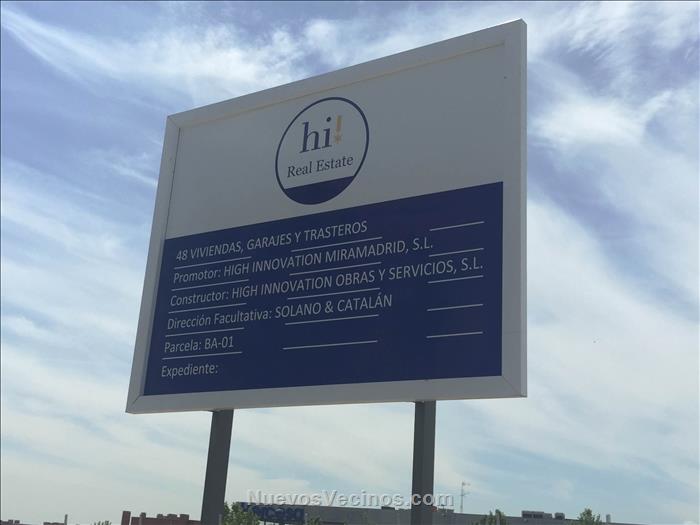 hi!
Real Estate
48 VIVIENDAS, GARAJES Y TRASTEROS
Promotor: HIGH INNOVATION MIRAMADRID, S.L.
Constructor: HIGH INNOVATION OBRAS Y SERVICIOS, S.L.
Dirección Facultativa: SOLANO & CATALÁN
Parcela: BA-01
Expediente:
NuevosVecinos.com